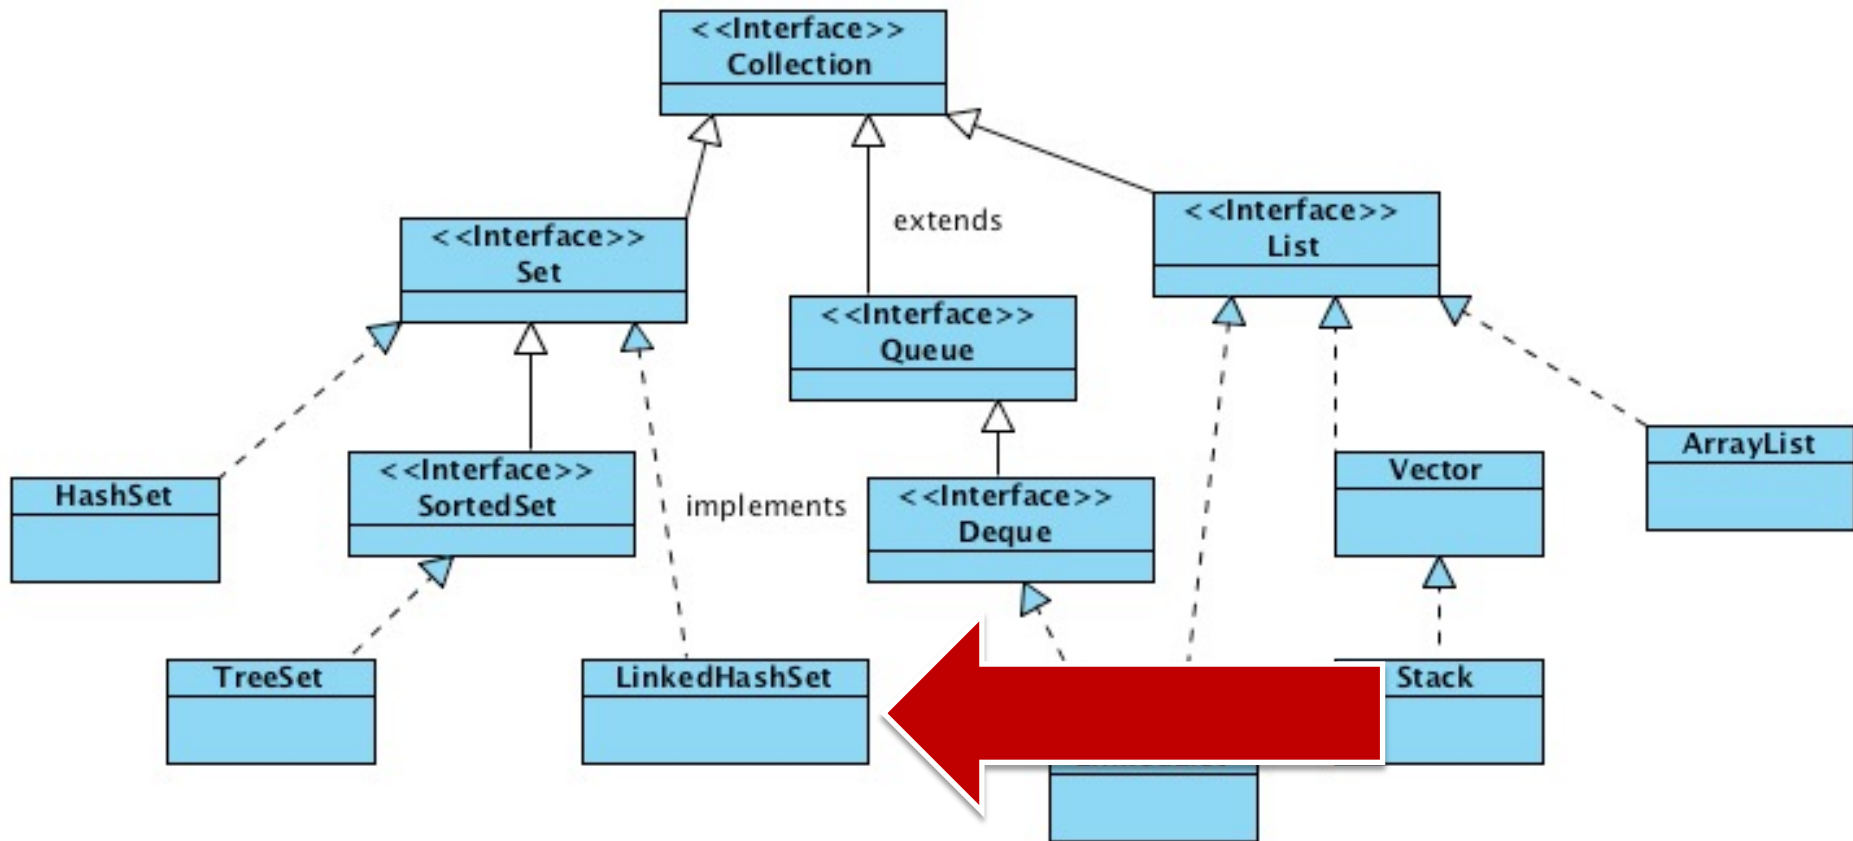 <<Interface>>
Collection
<<Interface>>
Set
extends
<<Interface>>
List
<<Interface>>
Queue
HashSet
<<Interface>>
SortedSet
implements
<<Interface>>
Deque
Vector
ArrayList
TreeSet
LinkedHashSet
Stack